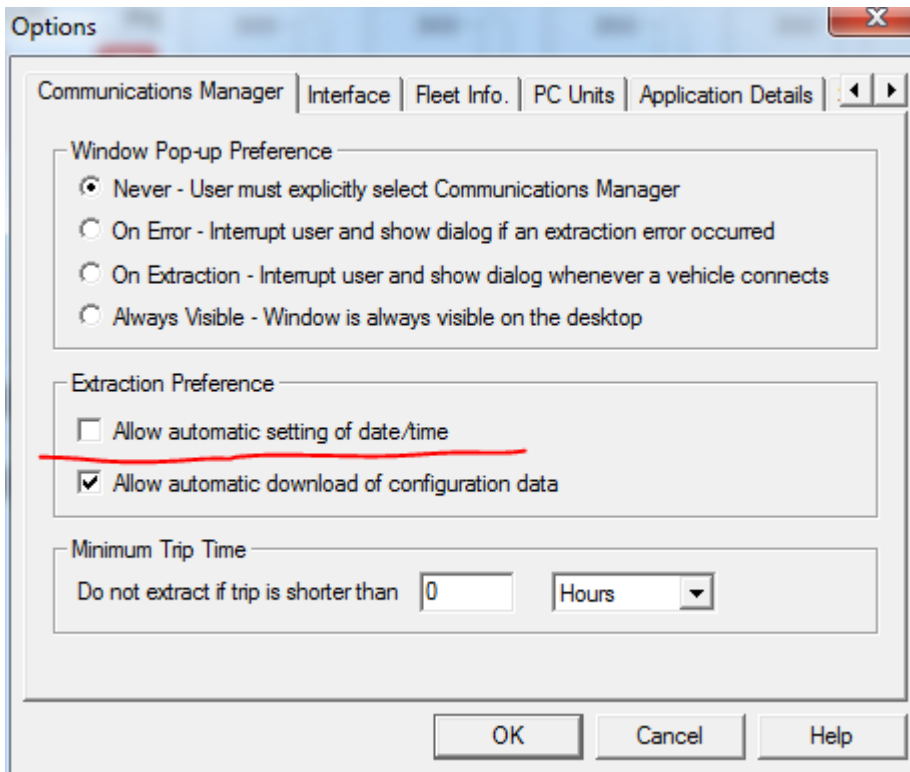 Options
Communications Manager Interface Fleet Info. PC Units Application Details
Window Pop-up Preference
Never - User must explicitly select Communications Manager
On Error - Interrupt user and show dialog if an extraction error occurred
On Extraction - Interrupt user and show dialog whenever a vehicle connects
Always Visible - Window is always visible on the desktop
Extraction Preference
Allow automatic setting of date/time
Allow automatic download of configuration data
Minimum Trip Time
Do not extract if trip is shorter than 0 Hours
OK Cancel Help